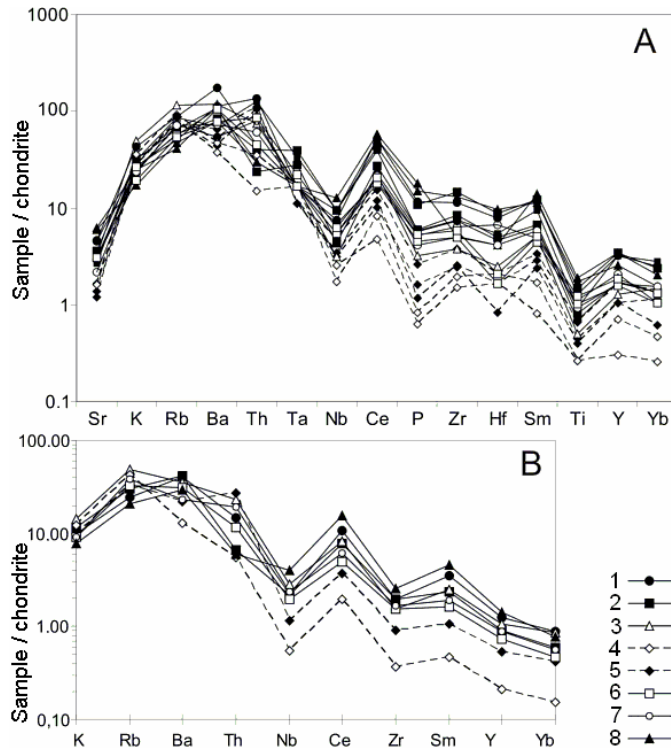 1000
A
100
10
1
0.1
Sample / chondrite
Sr K Rb Ba Th Ta Nb Ce P Zr Hf Sm Ti Y Yb
100.00
B
10.00
1.00
0,10
Sample / chondrite
K Rb Ba Th Nb Ce Zr Sm Y Yb
1
2
3
4
5
6
7
8